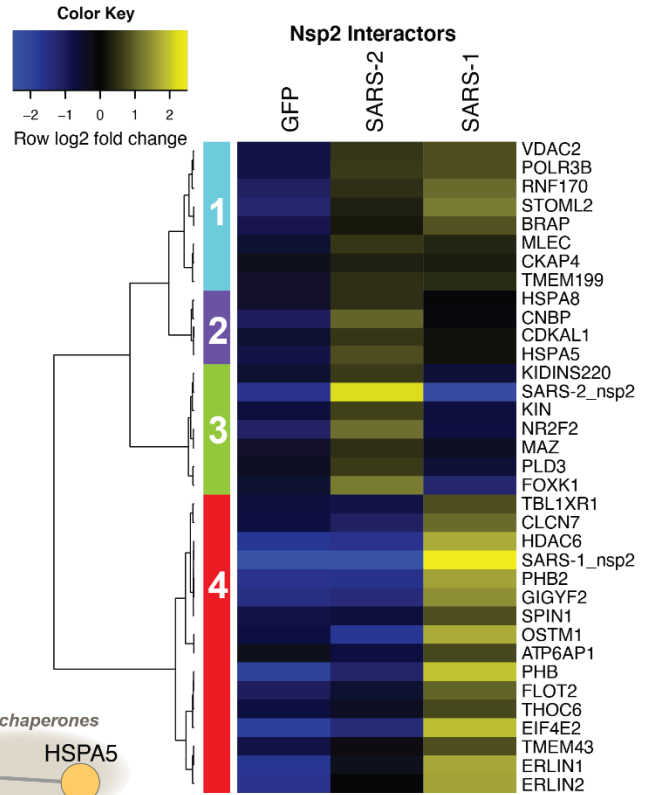 Color Key
−2 −1 0 1 2
Row log2 fold change
Nsp2 Interactors
GFP
SARS-2
SARS-1
1
2
3
4
VDAC2
POLR3B
RNF170
STOML2
BRAP
MLEC
CKAP4
TMEM199
HSPA8
CNBP
CDKAL1
HSPA5
KIDINS220
SARS-2_nsp2
KIN
NR2F2
MAZ
PLD3
FOXK1
TBL1XR1
CLCN7
HDAC6
SARS-1_nsp2
PHB2
GIGYF2
SPIN1
OSTM1
ATP6AP1
PHB
FLOT2
THOC6
EIF4E2
TMEM43
ERLIN1
ERLIN2
chaperones
HSPA5